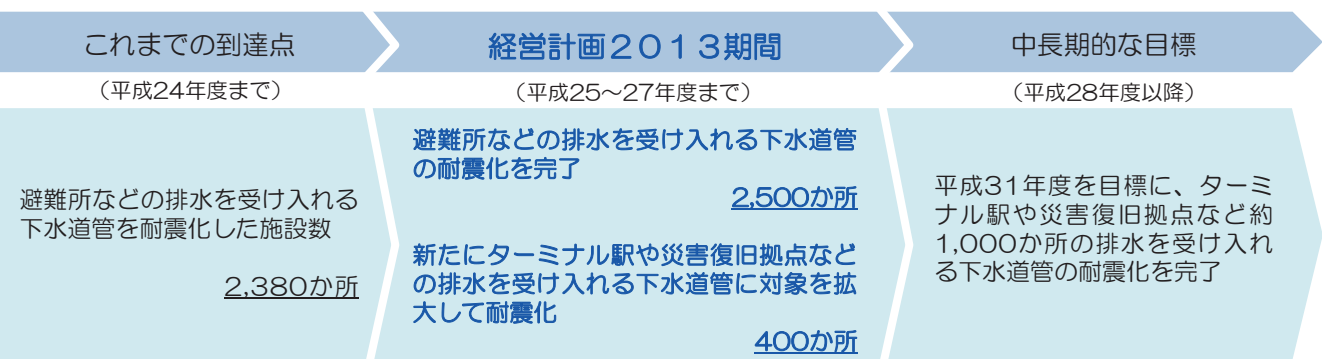 これまでの到達点
経営計画2013期間
中長期的な目標
(平成24年度まで)
(平成25~27年度まで)
(平成28年度以降)
避難所などの排水を受け入れる
下水道管を耐震化した施設数
2,380か所
避難所などの排水を受け入れる下水道管
の耐震化を完了
2,500か所
新たにターミナル駅や災害復旧拠点など
の排水を受け入れる下水道管に対象を拡
大して耐震化
400か所
平成31年度を目標に、ターミ
ナル駅や災害復旧拠点など約
1,000か所の排水を受け入れ
る下水道管の耐震化を完了